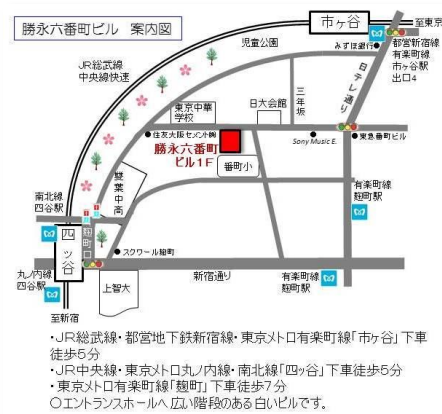 勝永六番町ビル 案内図
市ヶ谷
至東京
児童公園
みずほ銀行●
都営新宿線
有楽町線
市ヶ谷駅
出口4
JR総武線
中央線快速
日テレ通り
三年坂
東京中華
学校
日大会館
●住友大阪セメント㈱
Sony Music E.
●東急番町ビル
勝永六番町
ビル1F
番町小
雙葉中高
南北線
四谷駅
有楽町線
麹町駅
麹町口
四ッ谷
●スクワール麹町
丸ノ内線
四谷駅
新宿通り
有楽町線
麹町駅
上智大
至新宿
・JR総武線・都営地下鉄新宿線・東京メトロ有楽町線「市ヶ谷」下車
徒歩5分
・JR中央線・東京メトロ丸ノ内線・南北線「四ッ谷」下車徒歩5分
・東京メトロ有楽町線「麹町」下車徒歩7分
○エントランスホールへ広い階段のある白いビルです。